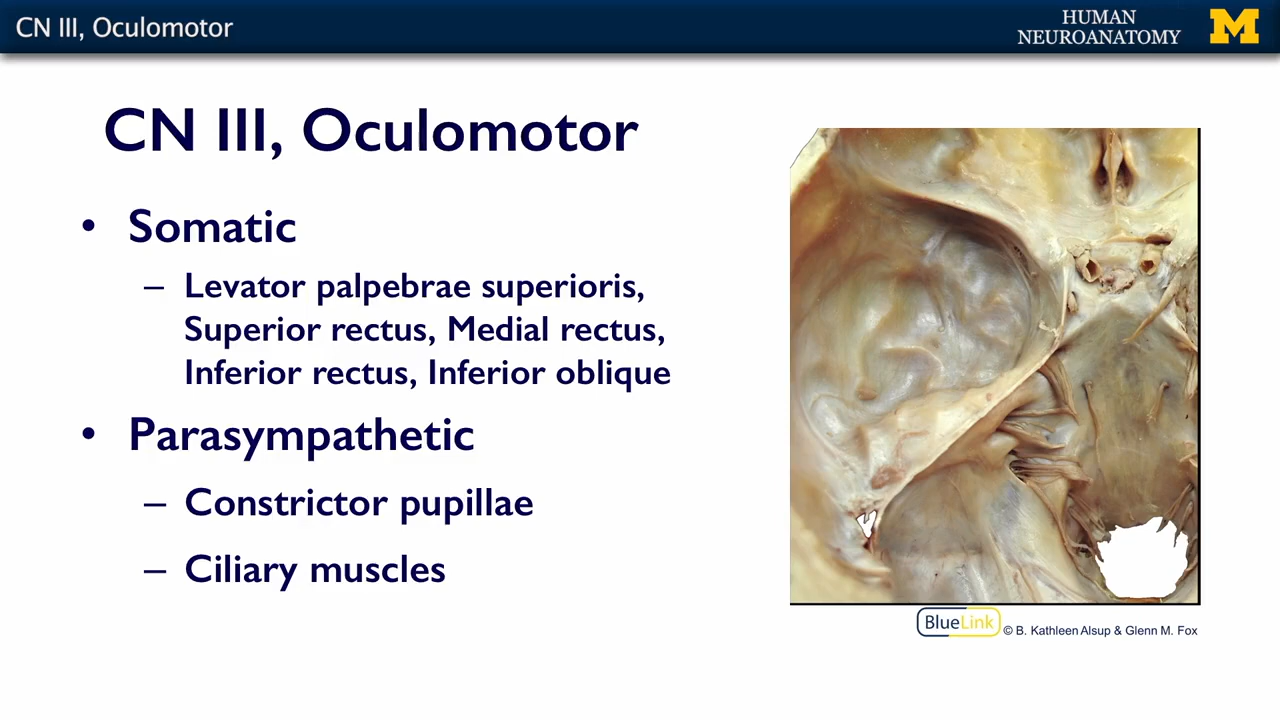 CN III, Oculomotor
HUMAN
NEUROANATOMY
M
CN III, Oculomotor
• Somatic
– Levator palpebrae superioris,
Superior rectus, Medial rectus,
Inferior rectus, Inferior oblique
• Parasympathetic
– Constrictor pupillae
– Ciliary muscles
BlueLink © B. Kathleen Alsup & Glenn M. Fox